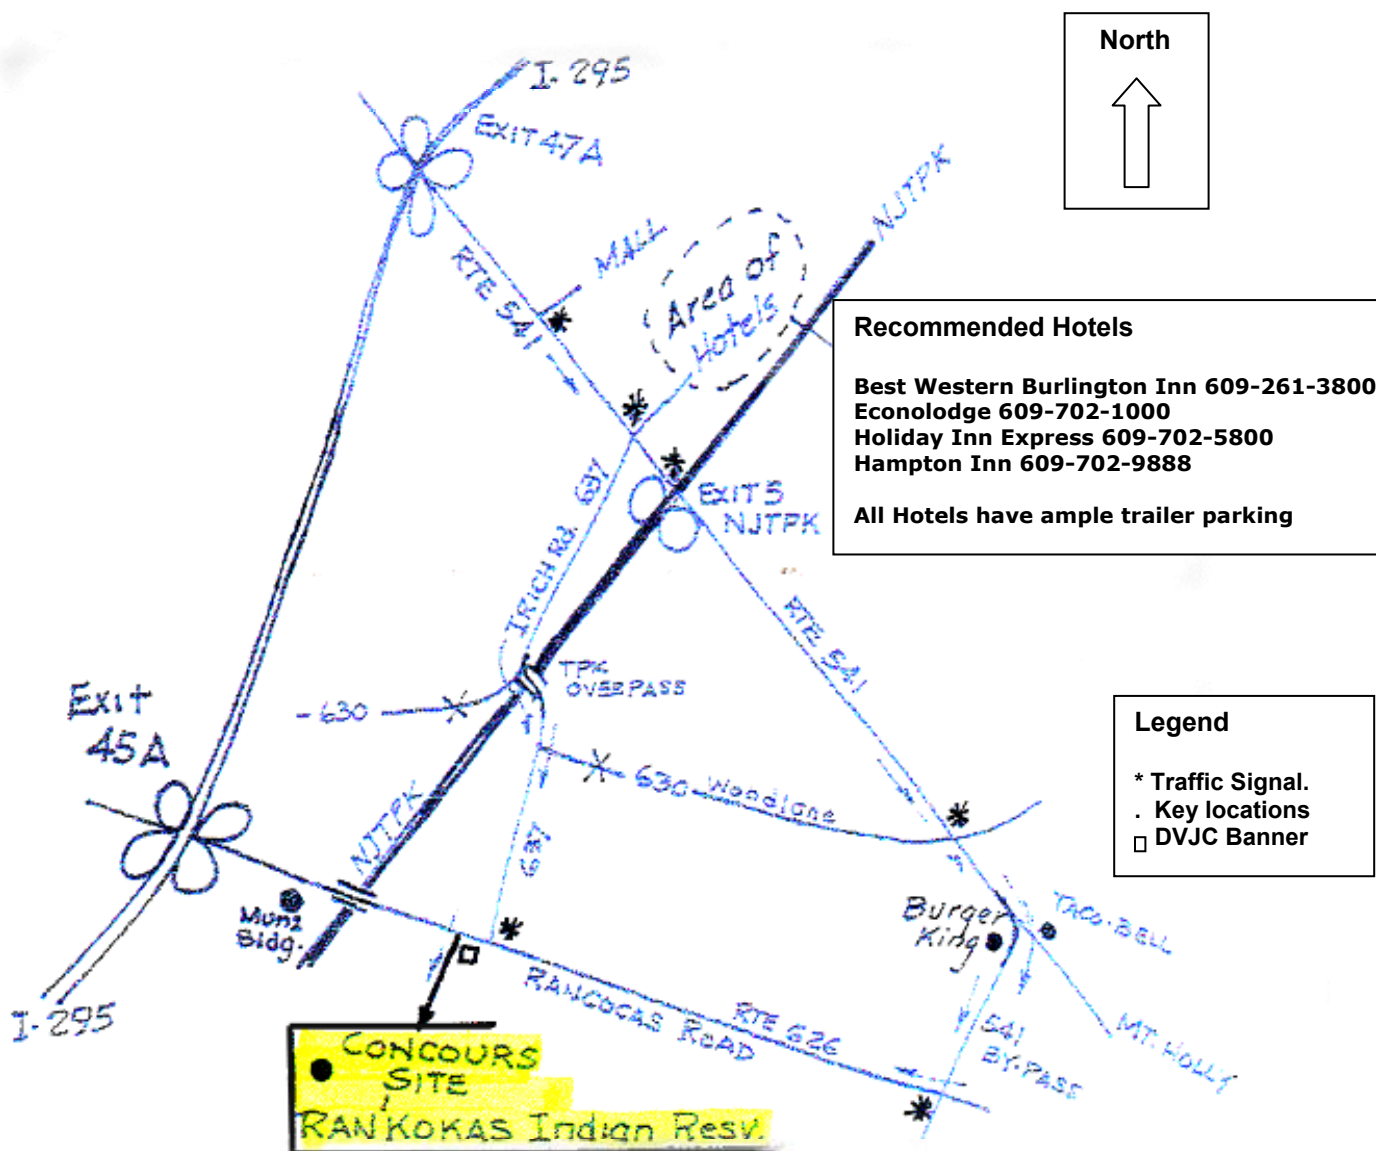 North
I-295
EXIT 47A
NJTPK
MALL
RTE 541
Area of
Hotels
Recommended Hotels
Best Western Burlington Inn 609-261-3800
Econolodge 609-702-1000
Holiday Inn Express 609-702-5800
Hampton Inn 609-702-9888
All Hotels have ample trailer parking
EXIT 5
NJTPK
IRICH Rd. 637
RTE 541
TPK
OVERPASS
630
Exit
45A
630 Woodlane
Legend
* Traffic Signal.
. Key locations
□ DVJC Banner
NJTPK
637
Muni
Bldg.
Burger
King
TACO-BELL
I-295
RANCOCAS ROAD
RTE 626
541
BY-PASS
MT. HOLLY
CONCOURS
SITE
RANKOKAS Indian Resv.